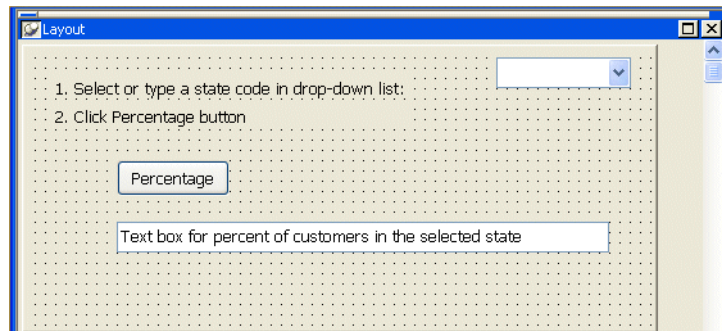 Layout
1. Select or type a state code in drop-down list:
2. Click Percentage button
Percentage
Text box for percent of customers in the selected state